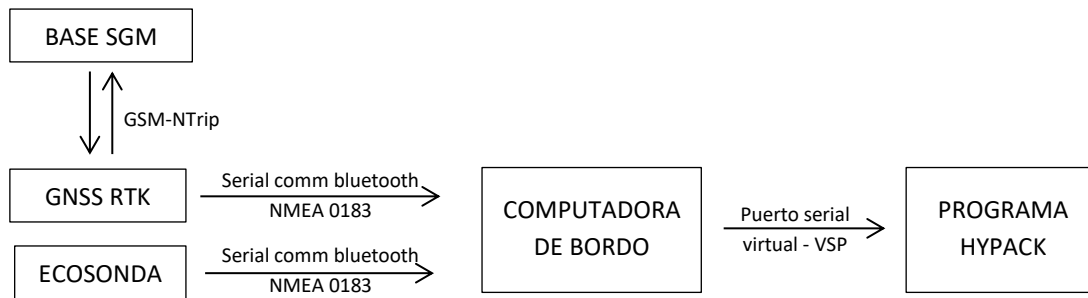 BASE SGM
GSM-NTrip
GNSS RTK
Serial comm bluetooth
NMEA 0183
ECOSONDA
Serial comm bluetooth
NMEA 0183
COMPUTADORA
DE BORDO
Puerto serial
virtual - VSP
PROGRAMA
HYPACK